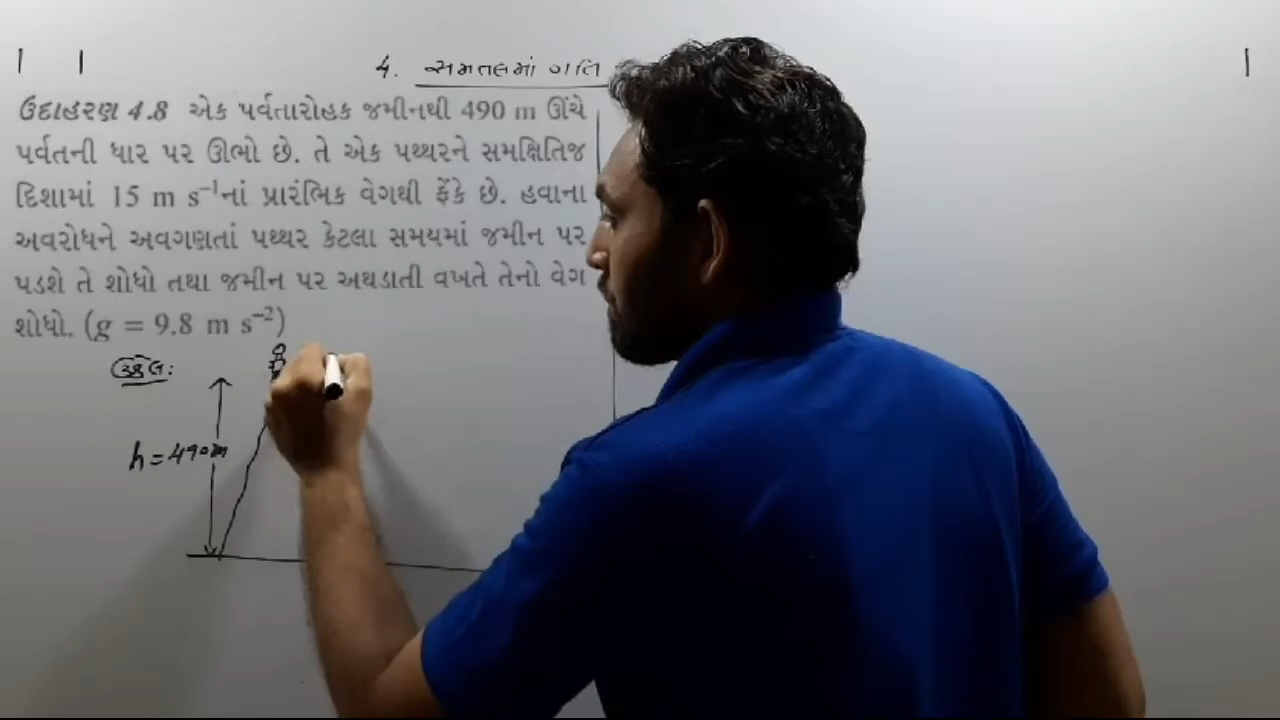 4. સમતલમાં ગતિ
ઉદાહરણ 4.8 એક પર્વતારોહક જમીનથી 490 m ઊંચે
પર્વતની ધાર પર ઊભો છે. તે એક પથ્થરને સમક્ષિતિજ
દિશામાં 15 m s⁻¹નાં પ્રારંભિક વેગથી ફેંકે છે. હવાના
અવરોધને અવગણતાં પથ્થર કેટલા સમયમાં જમીન પર
પડશે તે શોધો તથા જમીન પર અથડાતી વખતે તેનો વેગ
શોધો. (g = 9.8 m s⁻²)
ઉકેલ:
h = 490m